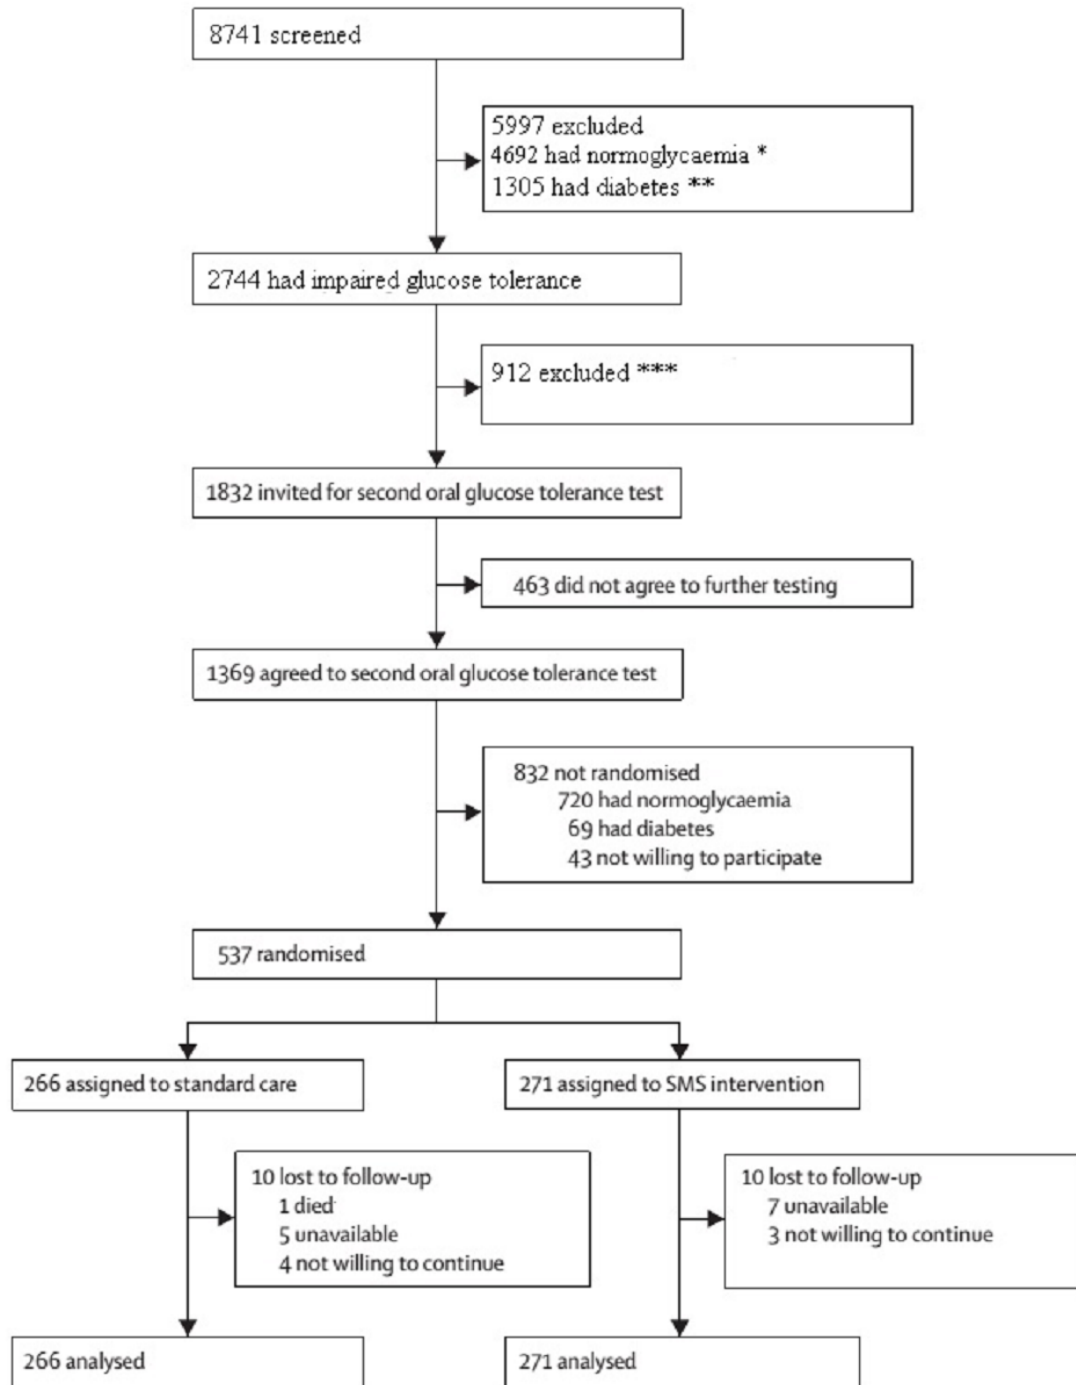 8741 screened
5997 excluded
4692 had normoglycaemia *
1305 had diabetes **
2744 had impaired glucose tolerance
912 excluded ***
1832 invited for second oral glucose tolerance test
463 did not agree to further testing
1369 agreed to second oral glucose tolerance test
832 not randomised
720 had normoglycaemia
69 had diabetes
43 not willing to participate
537 randomised
266 assigned to standard care
271 assigned to SMS intervention
10 lost to follow-up
1 died
5 unavailable
4 not willing to continue
10 lost to follow-up
7 unavailable
3 not willing to continue
266 analysed
271 analysed